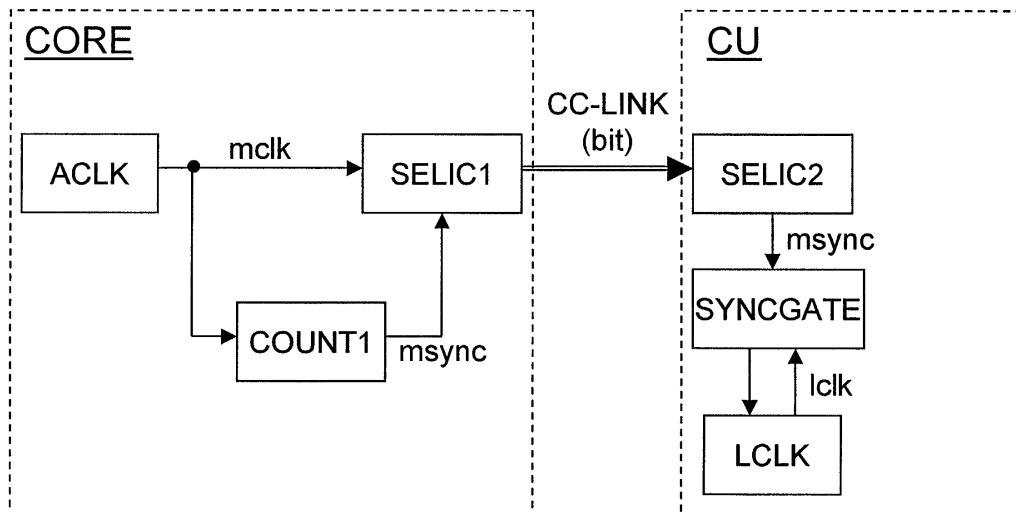 CORE
CU
CC-LINK
(bit)
ACLK
mclk
SELIC1
SELIC2
msync
COUNT1
msync
SYNCGATE
lclk
LCLK